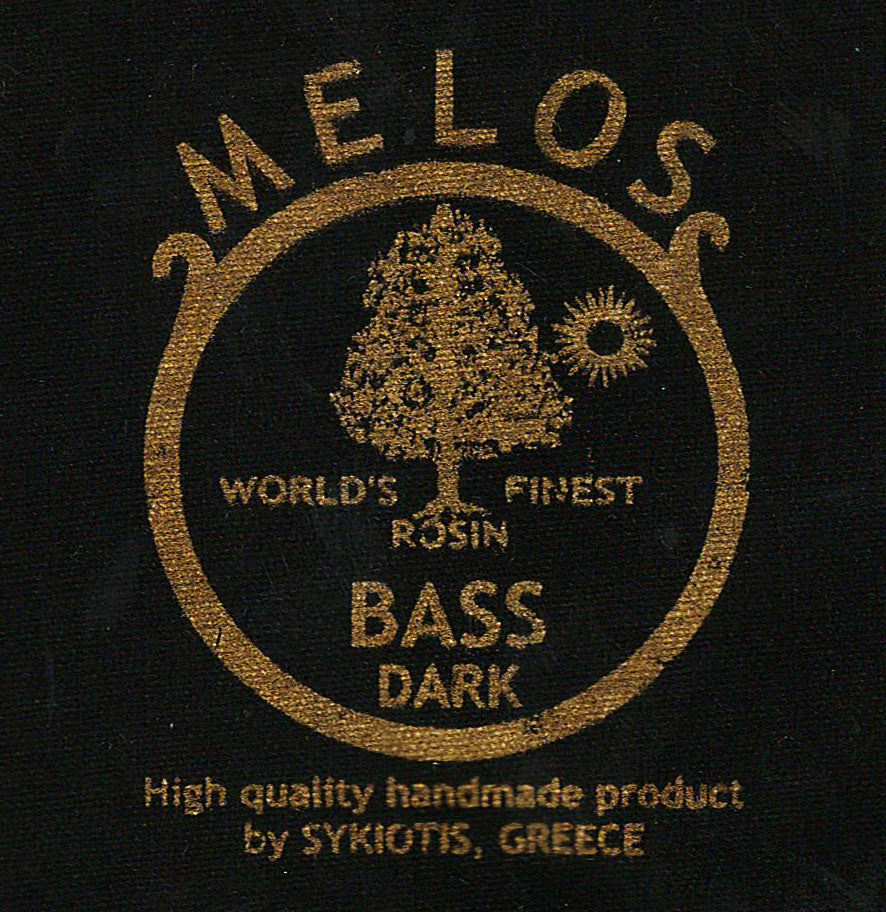 MELOS
WORLD'S FINEST
ROSIN
BASS
DARK
High quality handmade product
by SYKIOTIS, GREECE